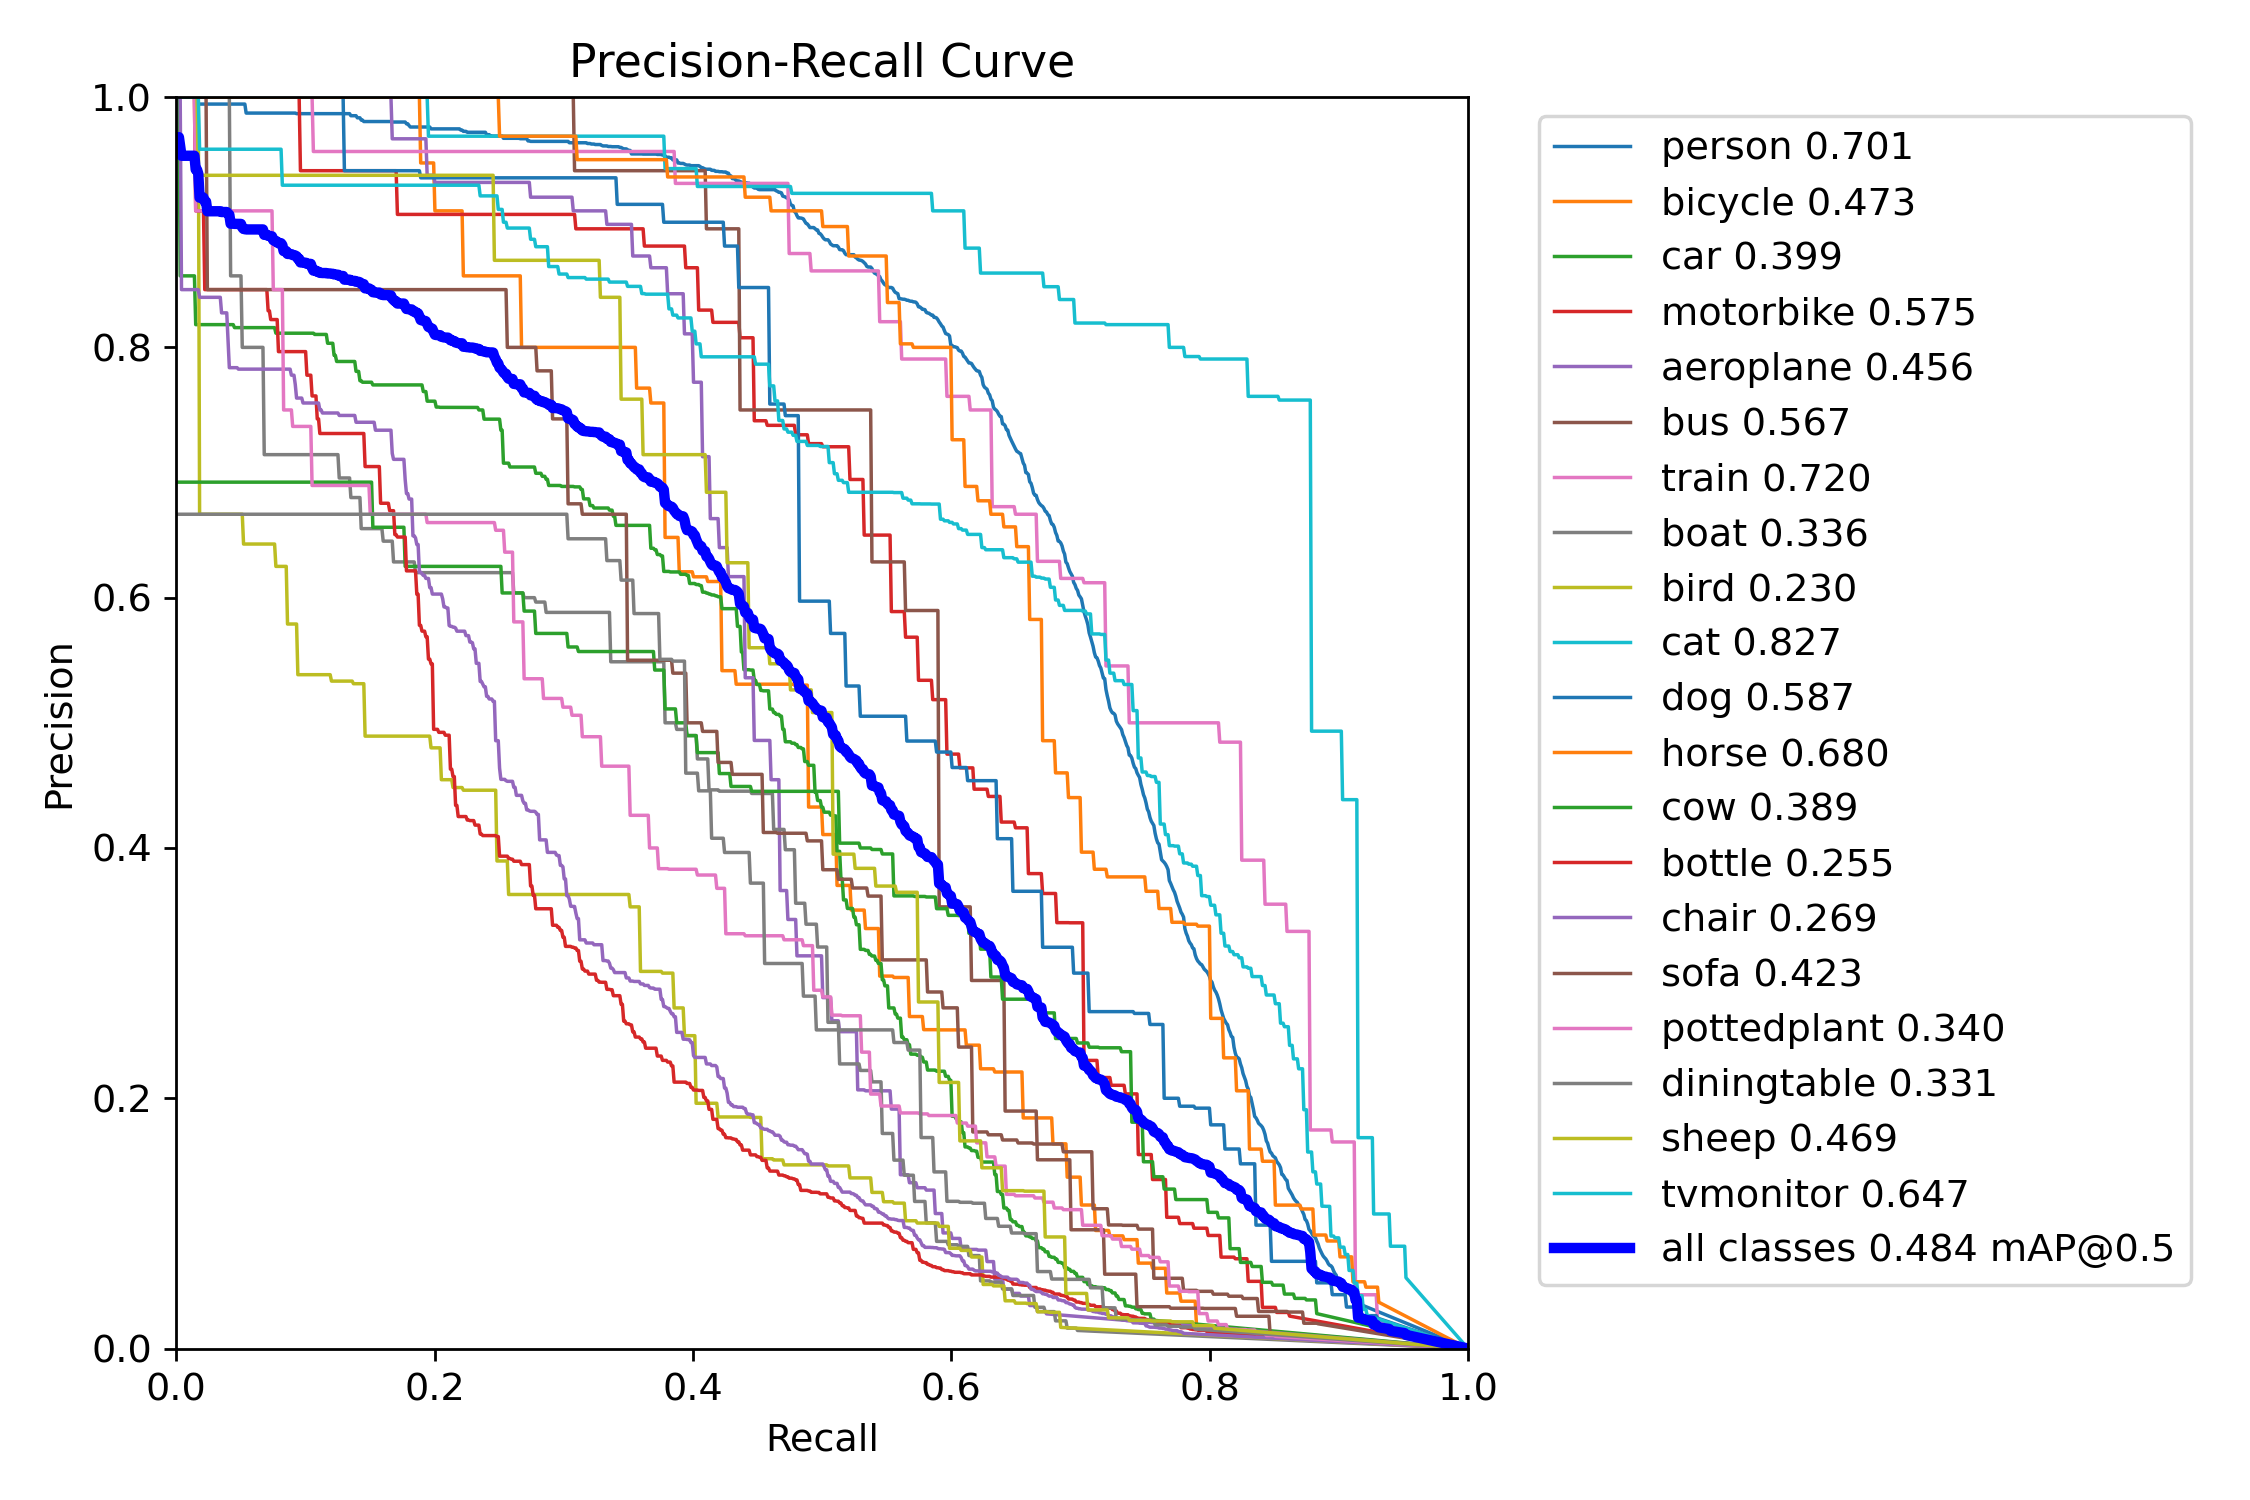 Precision-Recall Curve
1.0
0.8
0.6
0.4
0.2
0.0
Precision
0.0 0.2 0.4 0.6 0.8 1.0
Recall
person 0.701
bicycle 0.473
car 0.399
motorbike 0.575
aeroplane 0.456
bus 0.567
train 0.720
boat 0.336
bird 0.230
cat 0.827
dog 0.587
horse 0.680
cow 0.389
bottle 0.255
chair 0.269
sofa 0.423
pottedplant 0.340
diningtable 0.331
sheep 0.469
tvmonitor 0.647
all classes 0.484 mAP@0.5